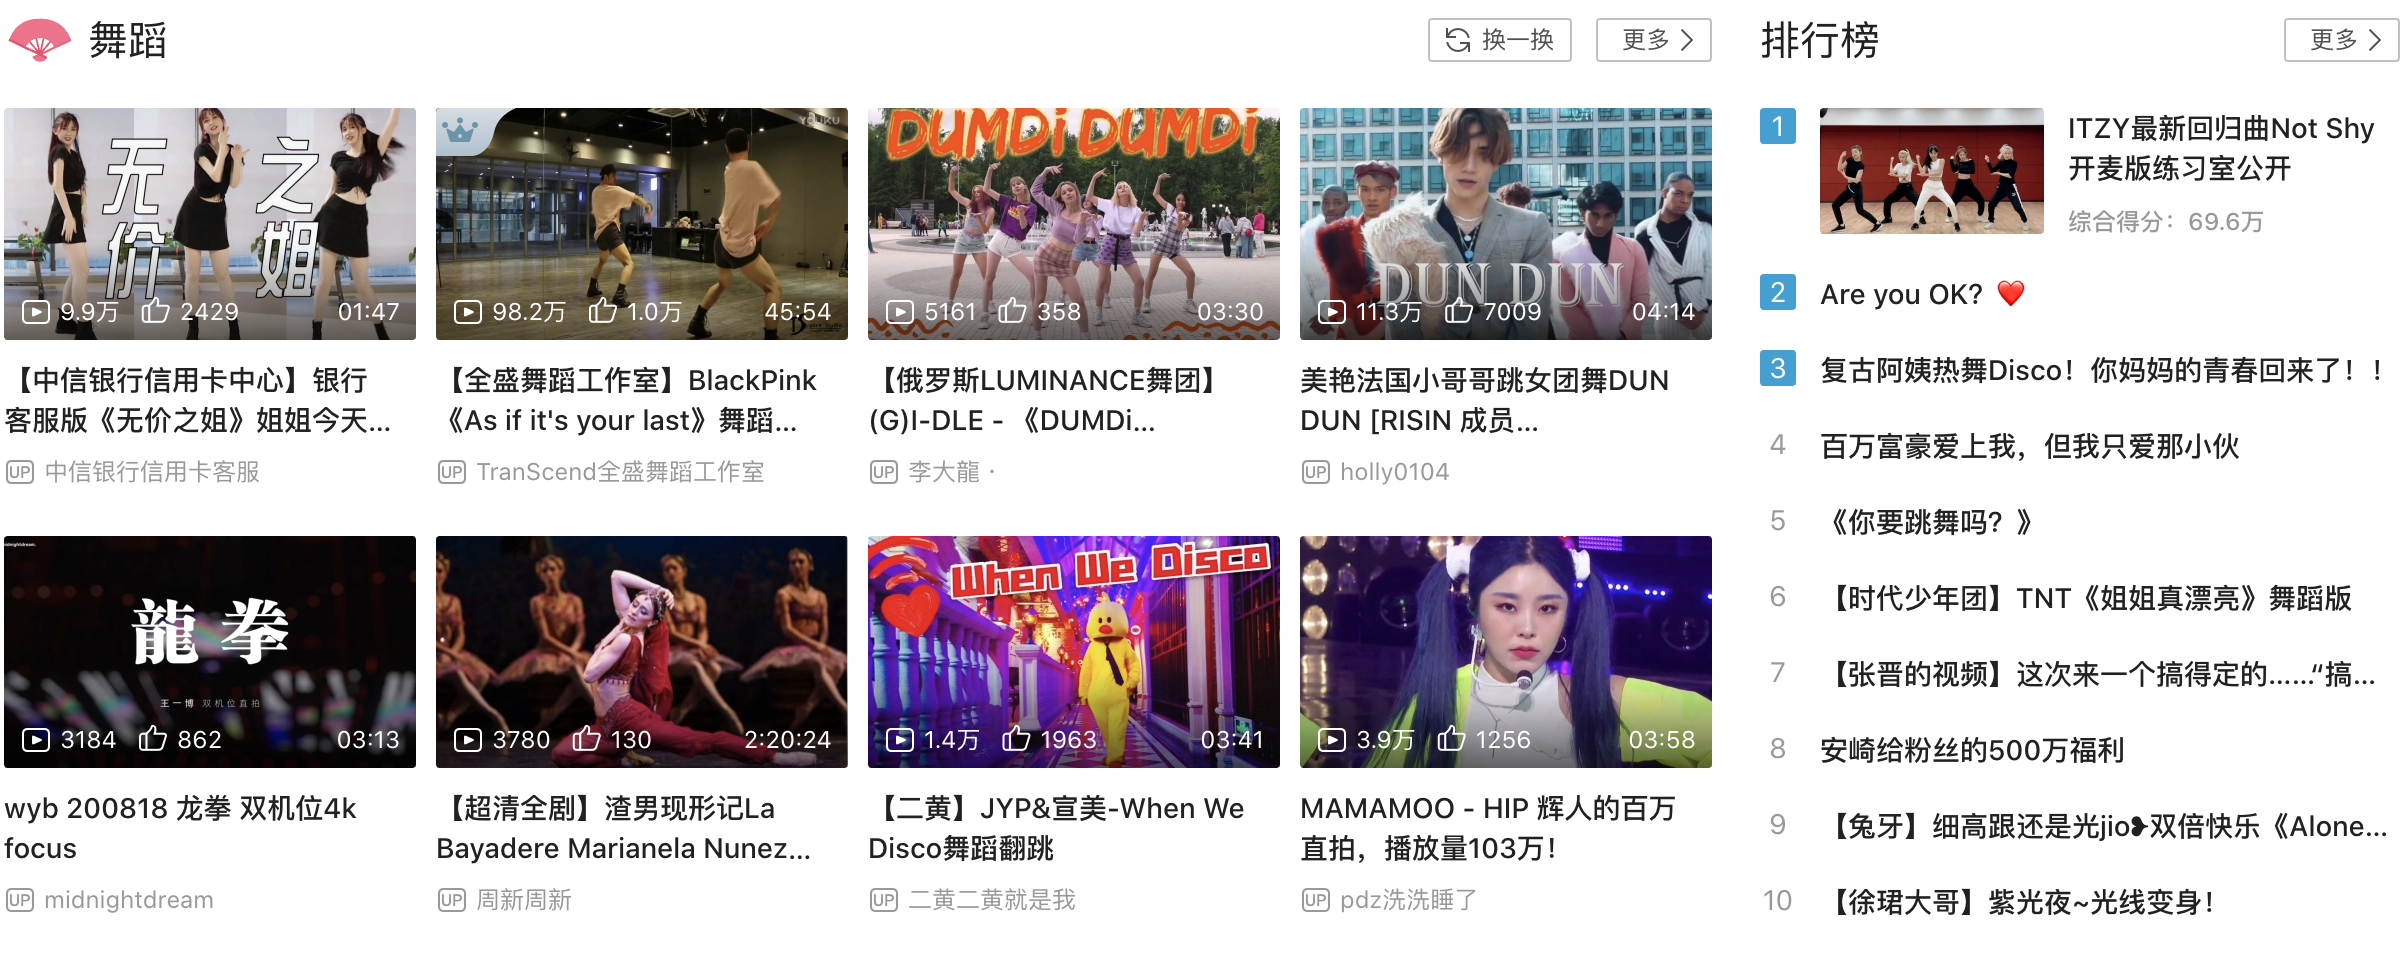 舞蹈
换一换
更多
无价之姐
9.9万 2429 01:47
【中信银行信用卡中心】银行
客服版《无价之姐》姐姐今天...
UP 中信银行信用卡客服
YOUKU
98.2万 1.0万 45:54
【全盛舞蹈工作室】BlackPink
《As if it's your last》舞蹈...
UP TranScend全盛舞蹈工作室
DUMDi DUMDi
5161 358 03:30
【俄罗斯LUMINANCE舞团】
(G)I-DLE - 《DUMDi...
UP 李大龍 ·
DUN DUN
11.3万 7009 04:14
美艳法国小哥哥跳女团舞DUN
DUN [RISIN 成员...
UP holly0104
midnightdream.
龍拳
王一博 双机位直拍
3184 862 03:13
wyb 200818 龙拳 双机位4k
focus
UP midnightdream
3780 130 2:20:24
【超清全剧】渣男现形记La
Bayadere Marianela Nunez...
UP 周新周新
When We Disco
1.4万 1963 03:41
【二黄】JYP&宣美-When We
Disco舞蹈翻跳
UP 二黄二黄就是我
3.9万 1256 03:58
MAMAMOO - HIP 辉人的百万
直拍，播放量103万！
UP pdz洗洗睡了
排行榜
更多
1 ITZY最新回归曲Not Shy
开麦版练习室公开
综合得分：69.6万
2 Are you OK? ❤️
3 复古阿姨热舞Disco！你妈妈的青春回来了！！
4 百万富豪爱上我，但我只爱那小伙
5 《你要跳舞吗？》
6 【时代少年团】TNT《姐姐真漂亮》舞蹈版
7 【张晋的视频】这次来一个搞得定的……“搞...
8 安崎给粉丝的500万福利
9 【兔牙】细高跟还是光jio❥双倍快乐《Alone...
10 【徐珺大哥】紫光夜~光线变身！